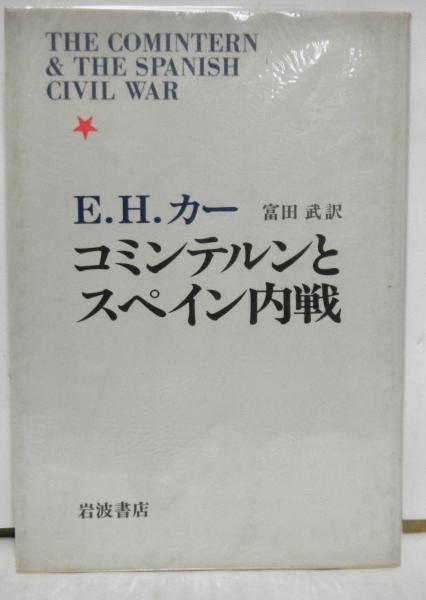 THE COMINTERN
& THE SPANISH
CIVIL WAR
E.H.カー 富田 武訳
コミンテルンと
スペイン内戦
岩波書店